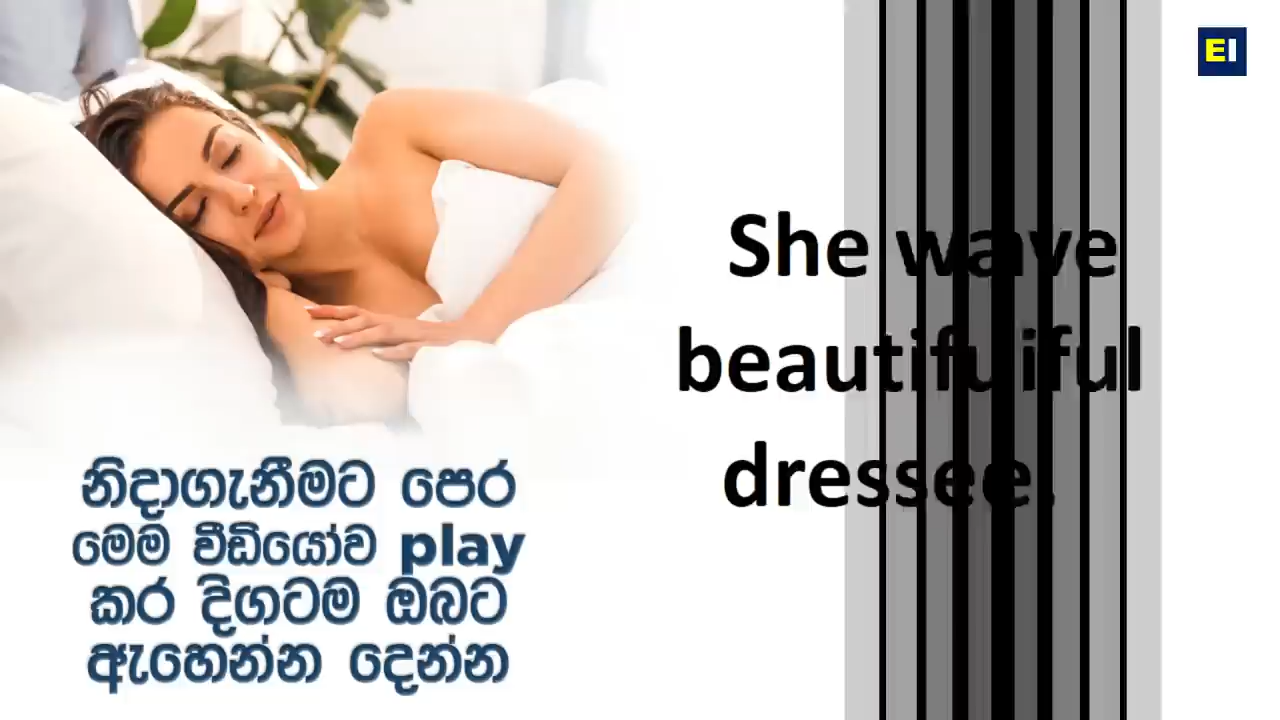 EI
She wave
beautifuliful
dressee.
නිදාගැනීමට පෙර
මෙම වීඩියෝව play
කර දිගටම ඔබට
ඇහෙන්න දෙන්න